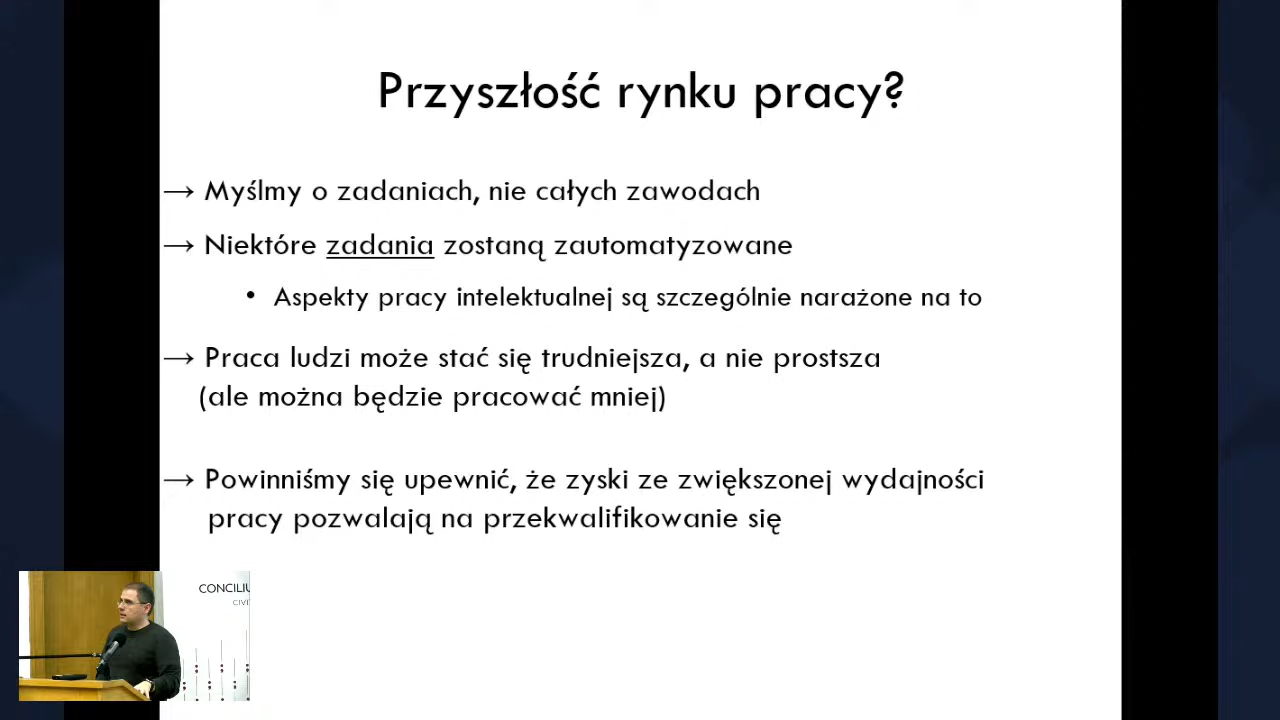 Przyszłość rynku pracy?
→ Myślmy o zadaniach, nie całych zawodach
→ Niektóre zadania zostaną zautomatyzowane
• Aspekty pracy intelektualnej są szczególnie narażone na to
→ Praca ludzi może stać się trudniejsza, a nie prostsza
(ale można będzie pracować mniej)
→ Powinniśmy się upewnić, że zyski ze zwiększonej wydajności
pracy pozwalają na przekwalifikowanie się
CONCILIU
CIVI